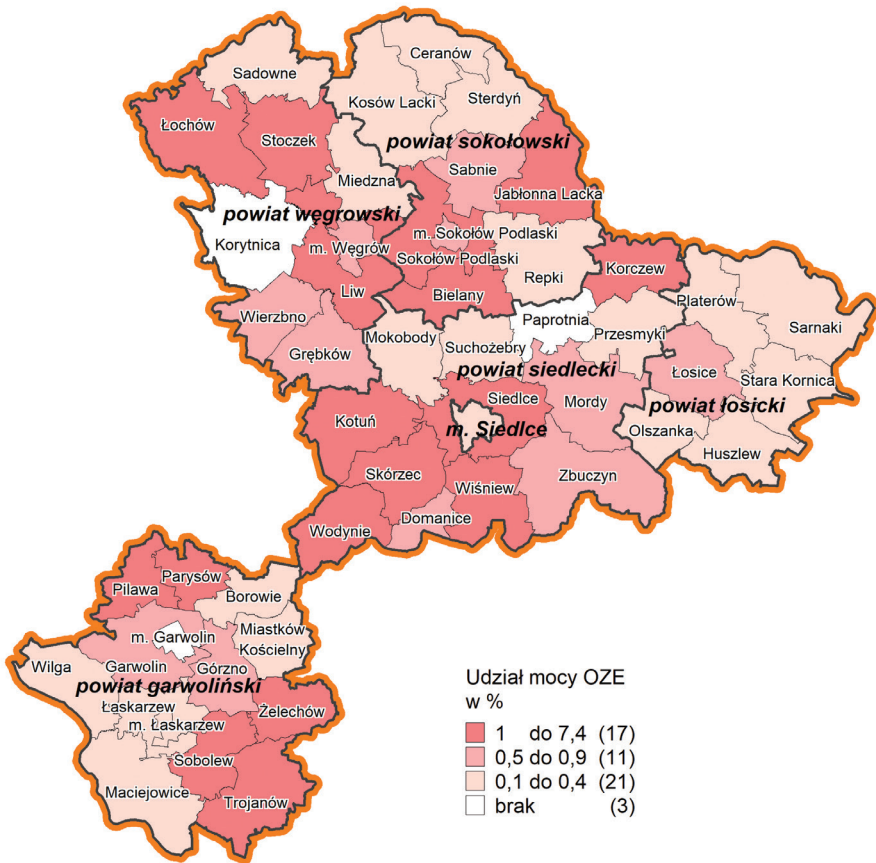 Ceranów
Sadowne
Kosów Lacki
Sterdyń
Łochów
Stoczek
powiat sokołowski
Sabnie
Miedzna
Jabłonna Lacka
powiat węgrowski
Korytnica
m. Węgrów
m. Sokołów Podlaski
Sokołów Podlaski
Repki
Korczew
Liw
Bielany
Platerów
Wierzbno
Paprotnia
Sarnaki
Mokobody
Suchożebry
Przesmyki
Grębków
powiat siedlecki
Łosice
Stara Kornica
Siedlce
Mordy
powiat łosicki
Kotuń
m. Siedlce
Olszanka
Huszlew
Skórzec
Zbuczyn
Wiśniew
Wodynie
Domanice
Parysów
Pilawa
Borowie
m. Garwolin
Miastków
Kościelny
Wilga
Garwolin
Górzno
powiat garwoliński
Łaskarzew
m. Łaskarzew
Żelechów
Sobolew
Maciejowice
Trojanów
Udział mocy OZE
w %
1 do 7,4 (17)
0,5 do 0,9 (11)
0,1 do 0,4 (21)
brak (3)